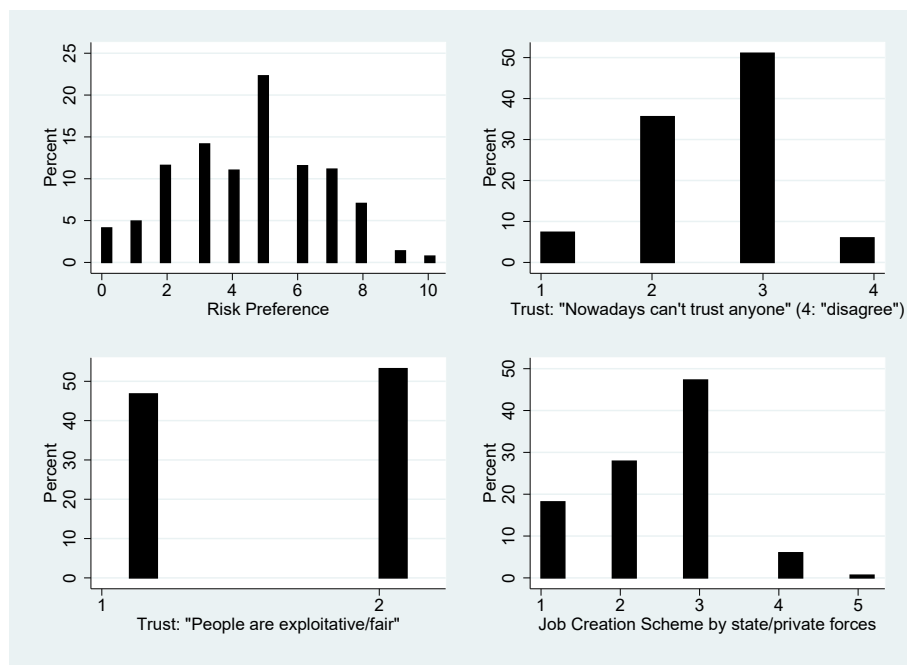 Percent
25
20
15
10
5
0
0 2 4 6 8 10
Risk Preference
Percent
50
40
30
20
10
0
1 2 3 4
Trust: "Nowadays can't trust anyone" (4: "disagree")
Percent
50
40
30
20
10
0
1 2
Trust: "People are exploitative/fair"
Percent
50
40
30
20
10
0
1 2 3 4 5
Job Creation Scheme by state/private forces